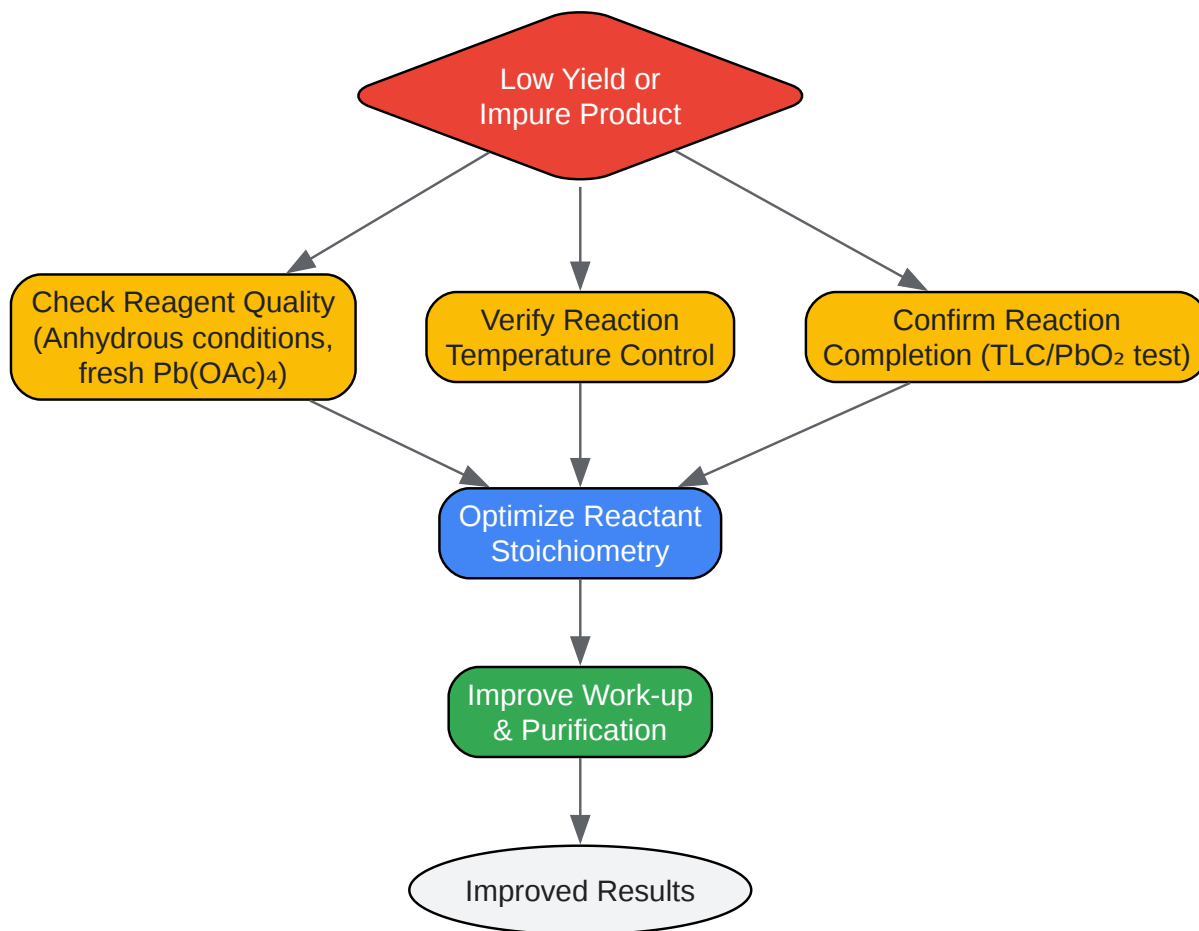 Low Yield or
Impure Product
Check Reagent Quality
(Anhydrous conditions,
fresh Pb(OAc)₄)
Verify Reaction
Temperature Control
Confirm Reaction
Completion (TLC/PbO₂ test)
Optimize Reactant
Stoichiometry
Improve Work-up
& Purification
Improved Results